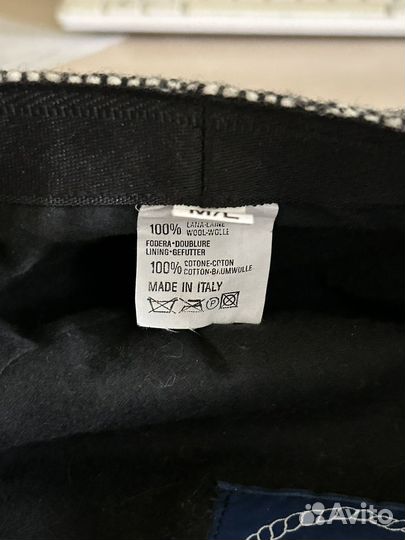 M/L
100% LANA-LAINE
WOOL-WOLLE
FODERA-DOUBLURE
LINING-GEFUTTER
100% COTONE-COTON
COTTON-BAUMWOLLE
MADE IN ITALY
P
Avito